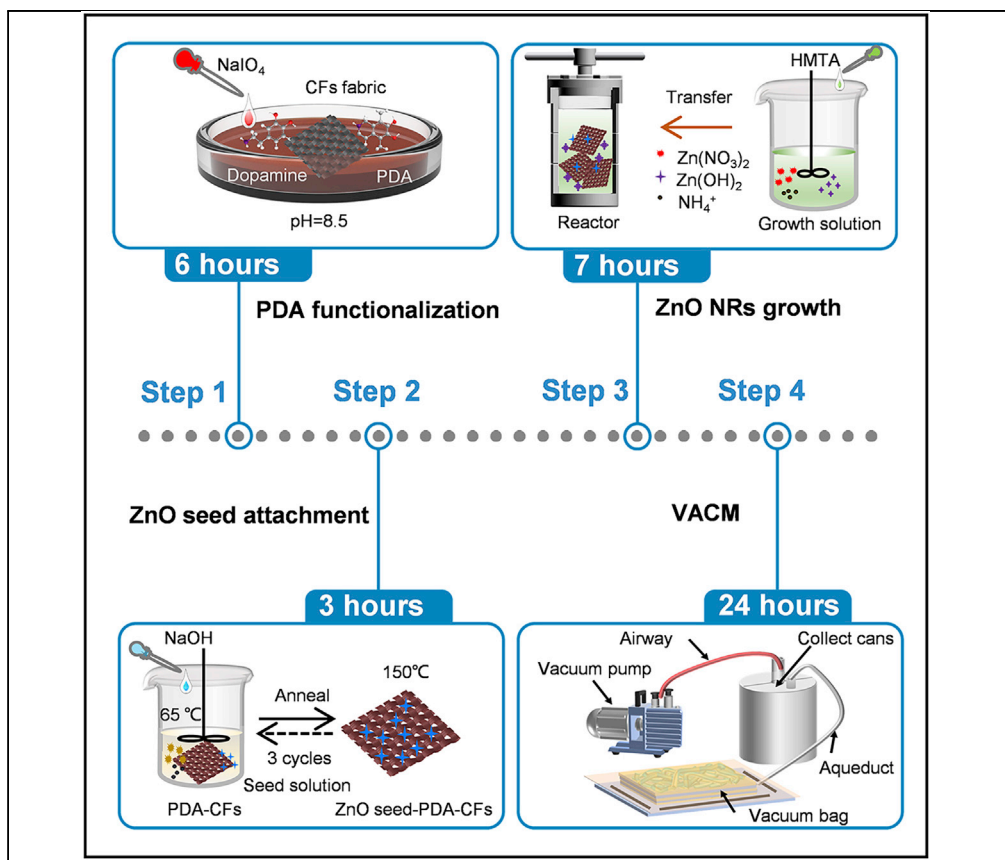 NaIO₄
CFs fabric
Dopamine
PDA
pH=8.5
6 hours
PDA functionalization
HMTA
Transfer
Zn(NO₃)₂
Zn(OH)₂
NH₄⁺
Reactor
Growth solution
7 hours
ZnO NRs growth
Step 1
Step 2
Step 3
Step 4
ZnO seed attachment
VACM
3 hours
NaOH
65 ℃
Anneal
3 cycles
Seed solution
150℃
PDA-CFs
ZnO seed-PDA-CFs
24 hours
Airway
Collect cans
Vacuum pump
Aqueduct
Vacuum bag